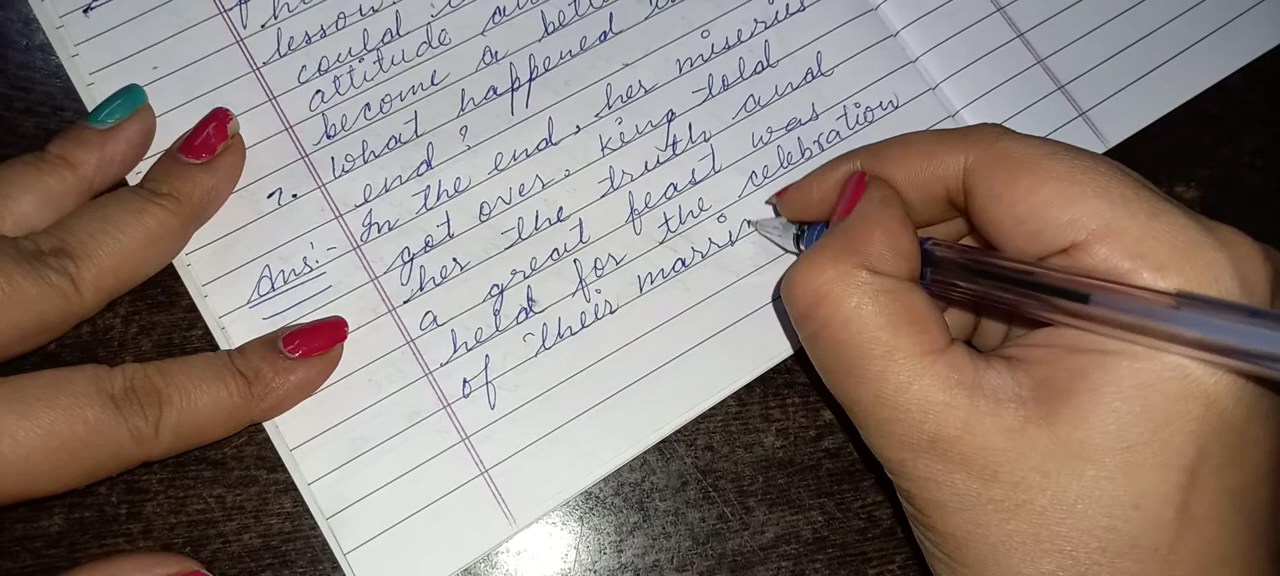 lesson
could
attitude
become a
what happened
7. end?
Ans:- In the end, her miseries
got over. King told
her the truth and
a great feast was
held for the celebration
of their marri